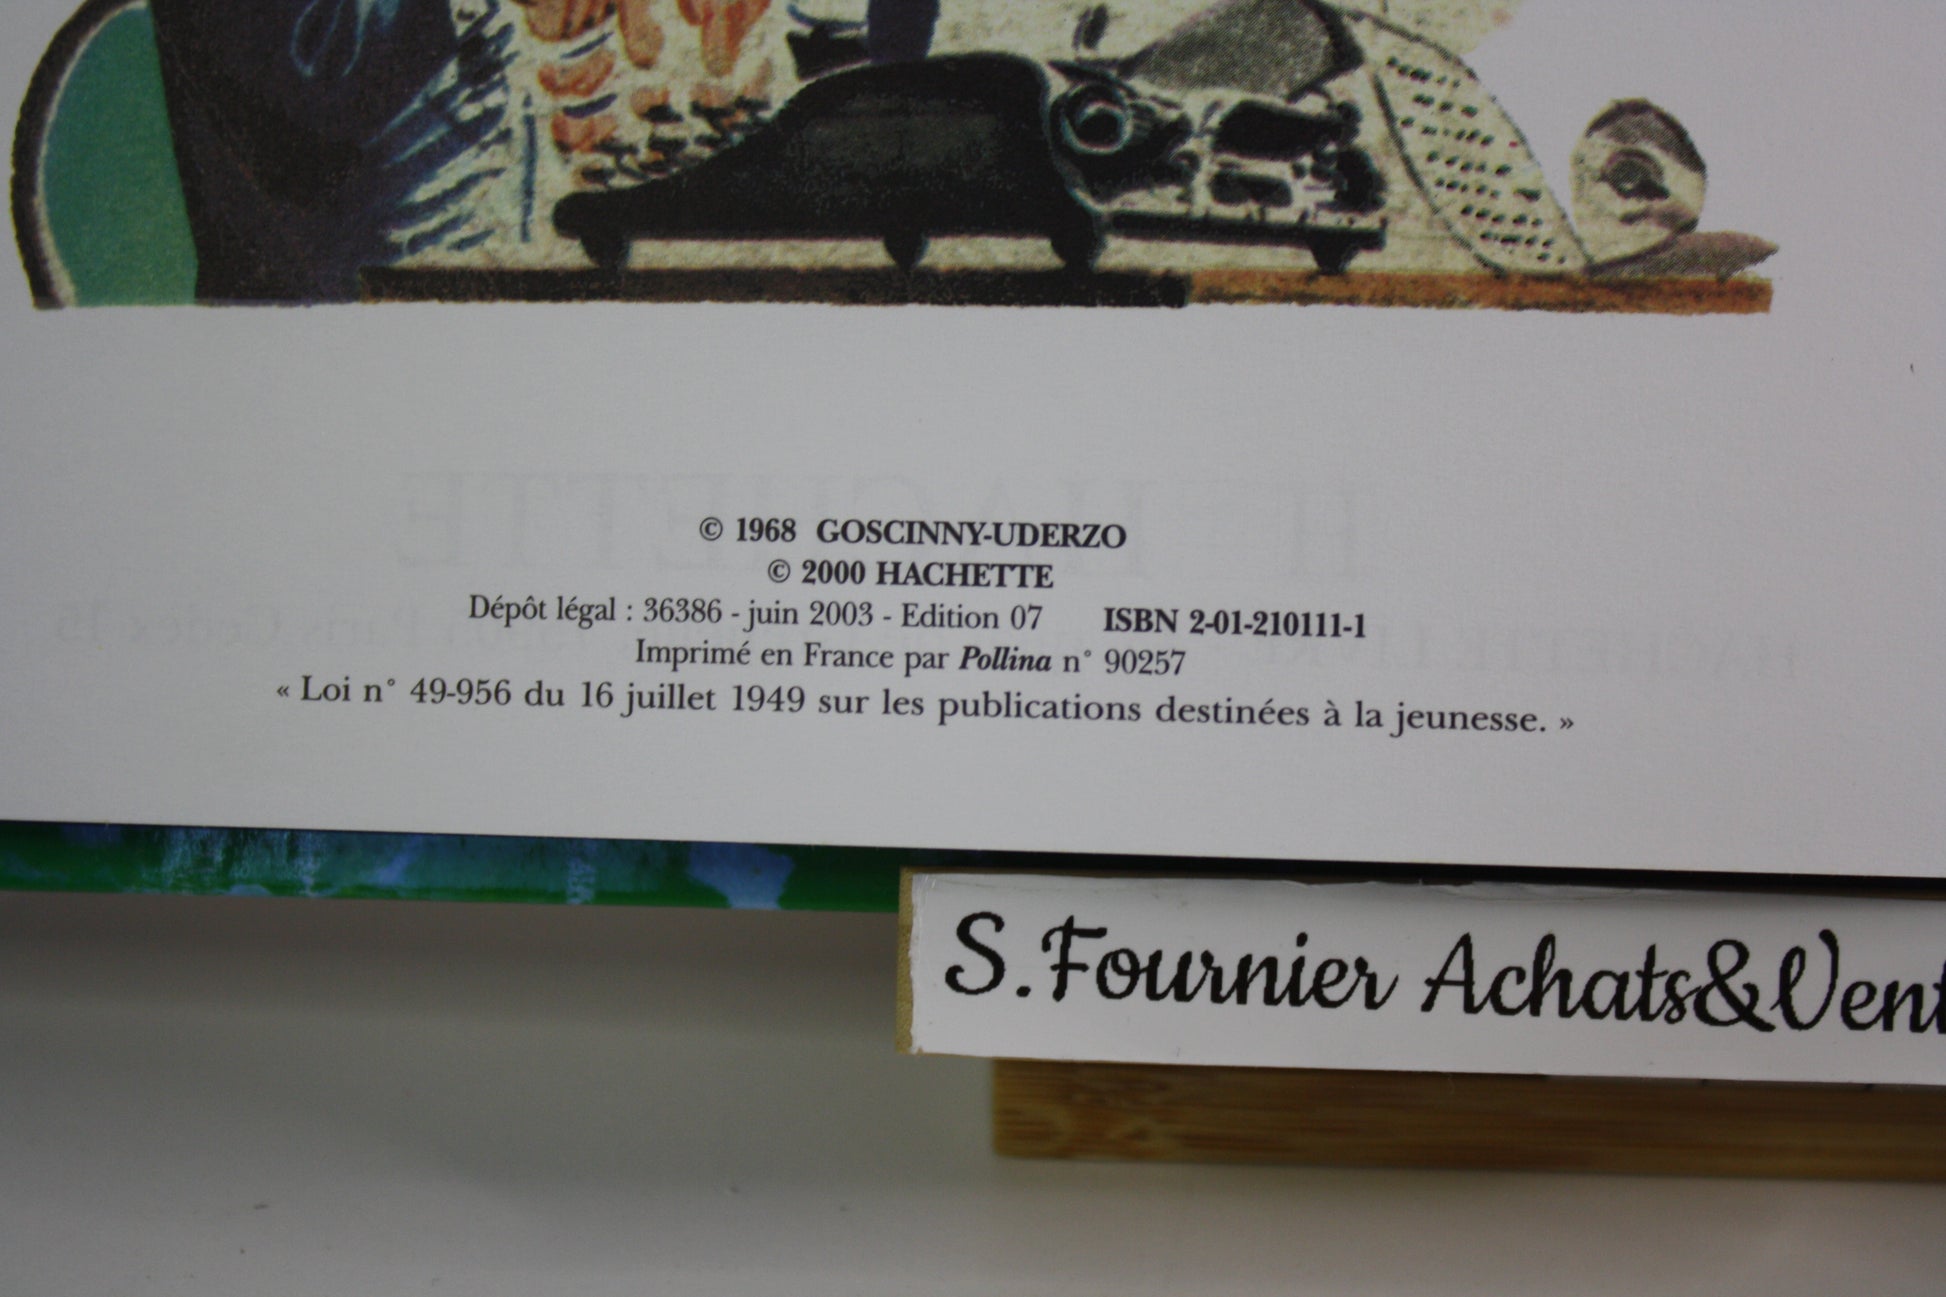 © 1968 GOSCINNY-UDERZO
© 2000 HACHETTE
Dépôt légal : 36386 - juin 2003 - Edition 07 ISBN 2-01-210111-1
Imprimé en France par Pollina n° 90257
« Loi n° 49-956 du 16 juillet 1949 sur les publications destinées à la jeunesse. »
S.Fournier Achats&Vent